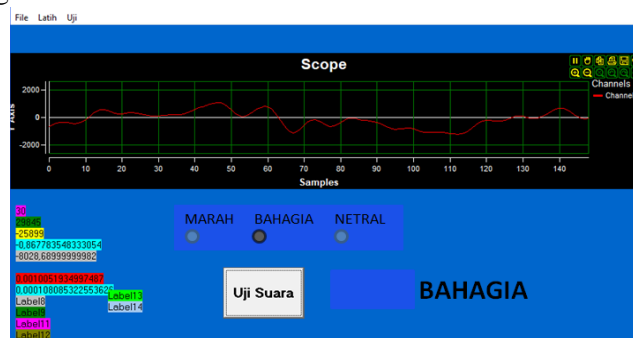 File Latih Uji
Scope
Channels
Channel
Y Axis
2000
0
-2000
0 10 20 30 40 50 60 70 80 90 100 110 120 130 140
Samples
30
29845
-25899
-0,867783548333054
-8028,68999999982
MARAH BAHAGIA NETRAL
0,00010808532255362
Label8
Label9
Label11
Label12
Label13
Label14
Uji Suara
BAHAGIA